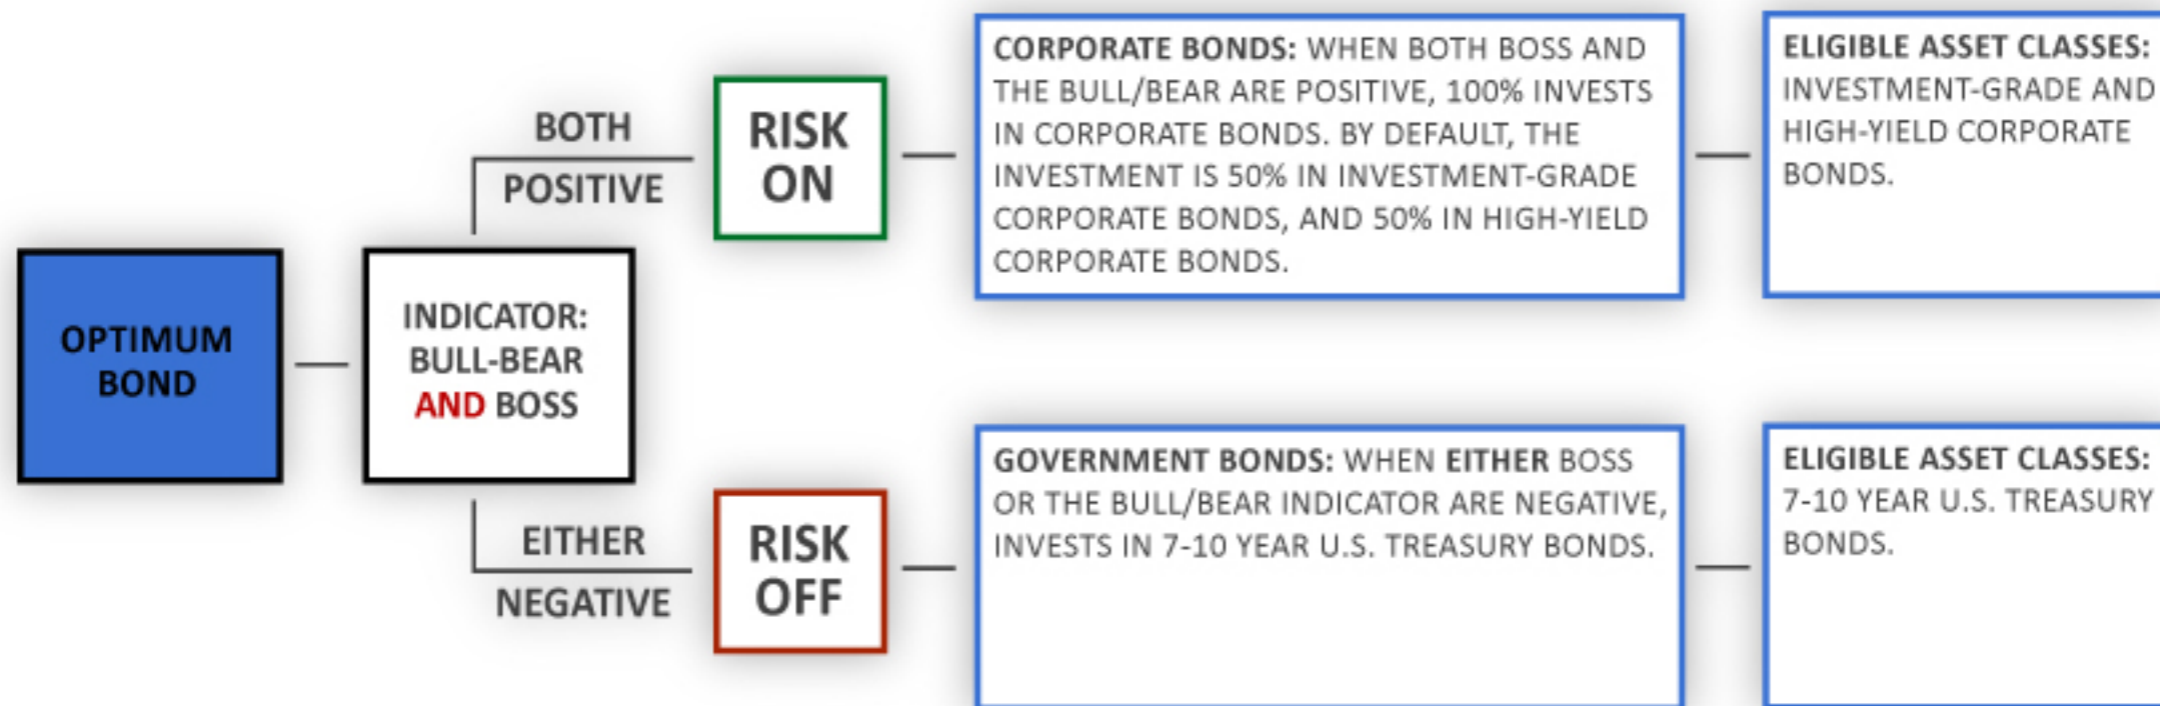 OPTIMUM
BOND
INDICATOR:
BULL-BEAR
AND BOSS
BOTH
POSITIVE
RISK
ON
CORPORATE BONDS: WHEN BOTH BOSS AND
THE BULL/BEAR ARE POSITIVE, 100% INVESTS
IN CORPORATE BONDS. BY DEFAULT, THE
INVESTMENT IS 50% IN INVESTMENT-GRADE
CORPORATE BONDS, AND 50% IN HIGH-YIELD
CORPORATE BONDS.
ELIGIBLE ASSET CLASSES:
INVESTMENT-GRADE AND
HIGH-YIELD CORPORATE
BONDS.
EITHER
NEGATIVE
RISK
OFF
GOVERNMENT BONDS: WHEN EITHER BOSS
OR THE BULL/BEAR INDICATOR ARE NEGATIVE,
INVESTS IN 7-10 YEAR U.S. TREASURY BONDS.
ELIGIBLE ASSET CLASSES:
7-10 YEAR U.S. TREASURY
BONDS.